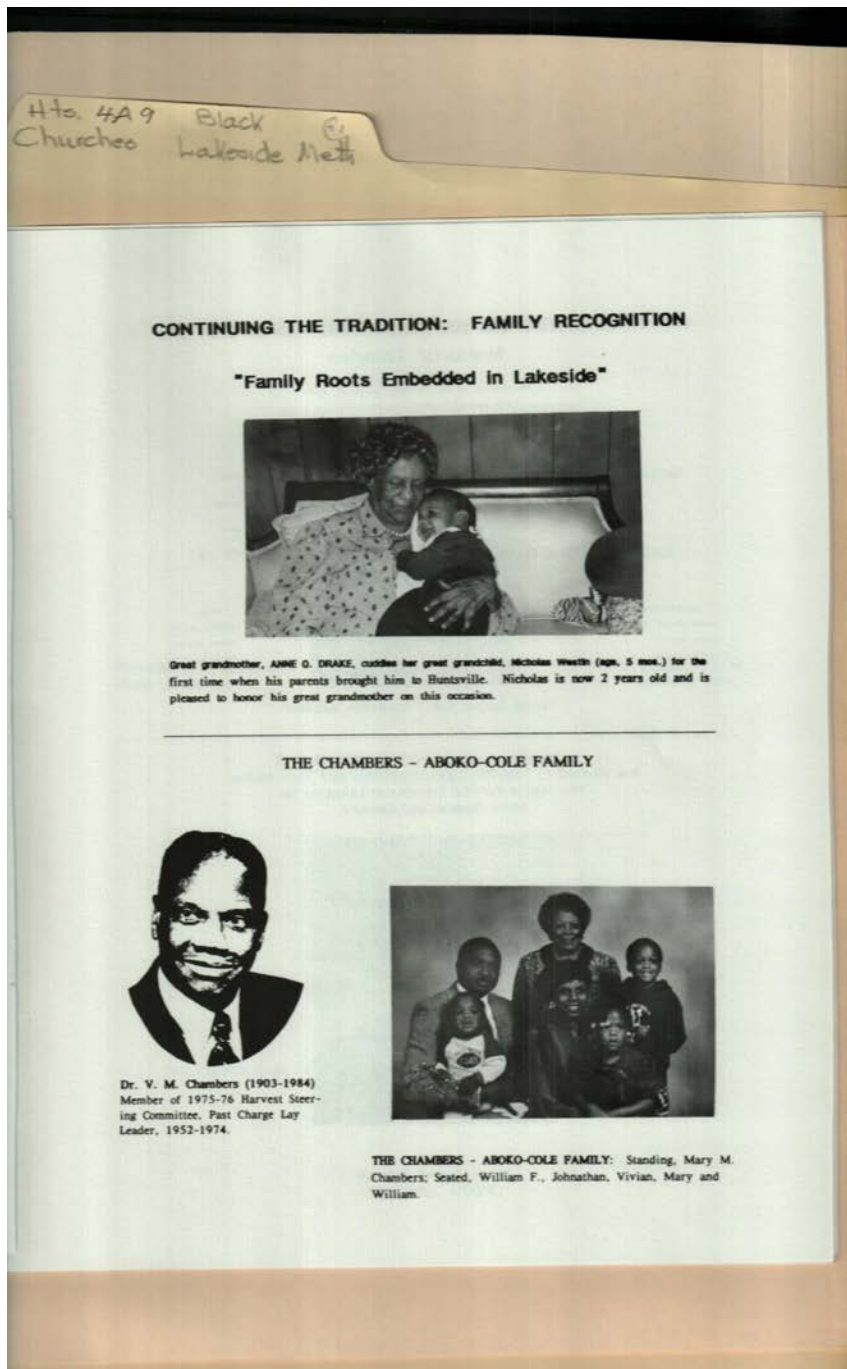 Hts. 4A9 Black
Churches Lakeside Meth
CONTINUING THE TRADITION: FAMILY RECOGNITION
"Family Roots Embedded in Lakeside"
Great grandmother, ANNE O. DRAKE, cuddles her great grandchild, Nicholas Westin (age, 5 mos.) for the
first time when his parents brought him to Huntsville. Nicholas is now 2 years old and is
pleased to honor his great grandmother on this occasion.
THE CHAMBERS - ABOKO-COLE FAMILY
Dr. V. M. Chambers (1903-1984)
Member of 1975-76 Harvest Steer-
ing Committee, Past Charge Lay
Leader, 1952-1974.
THE CHAMBERS - ABOKO-COLE FAMILY: Standing, Mary M.
Chambers; Seated, William F., Johnathan, Vivian, Mary and
William.